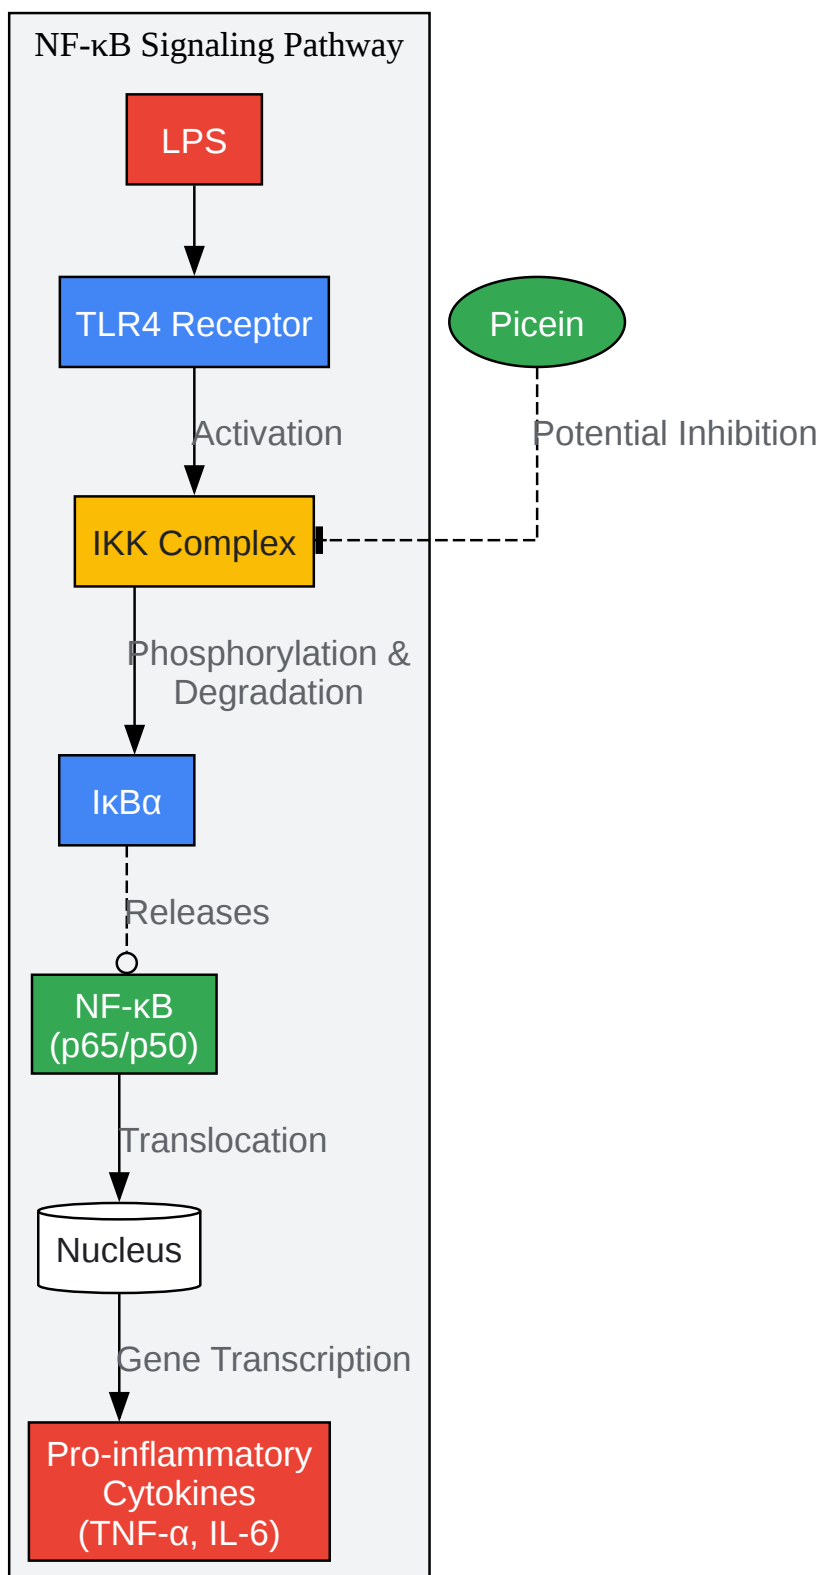 NF-κB Signaling Pathway
LPS
TLR4 Receptor
Picein
Activation
Potential Inhibition
IKK Complex
Phosphorylation &
Degradation
IκBα
Releases
NF-κB
(p65/p50)
Translocation
Nucleus
Gene Transcription
Pro-inflammatory
Cytokines
(TNF-α, IL-6)